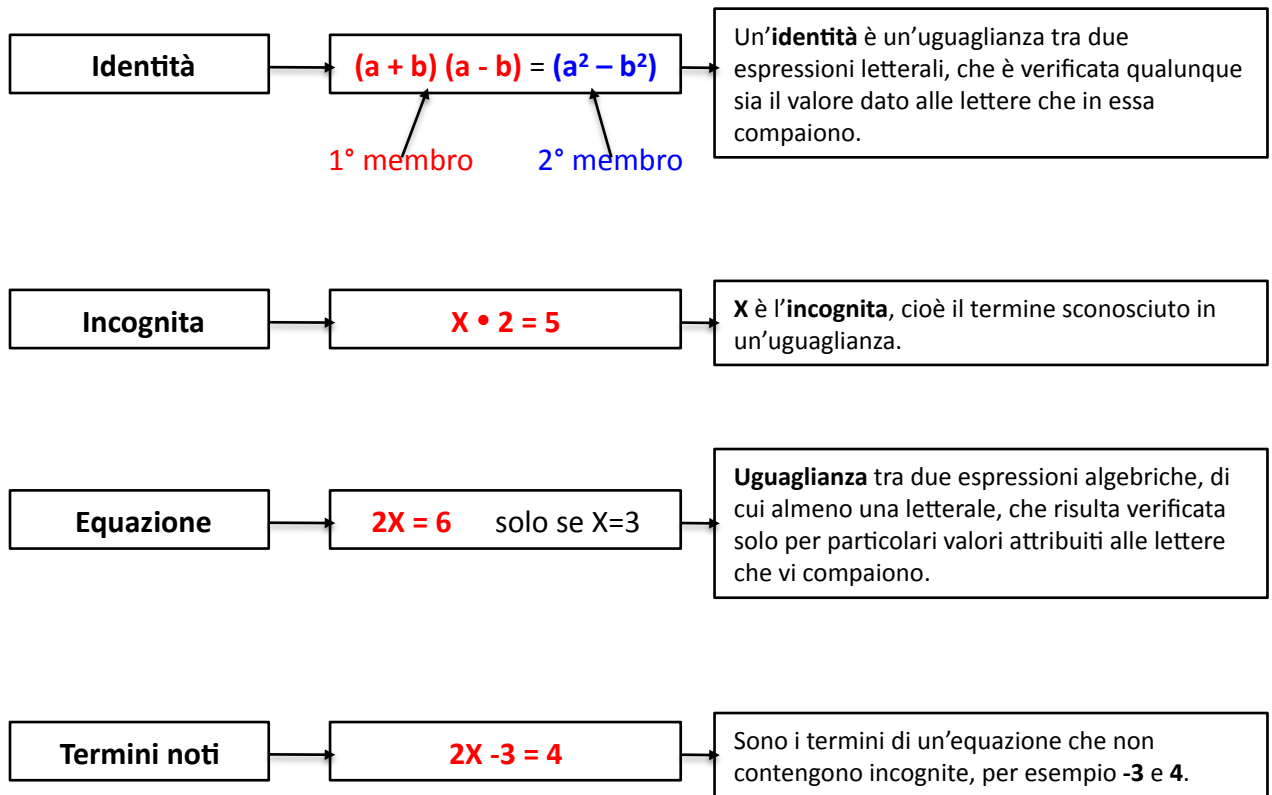 Identità
(a + b) (a - b) = (a² – b²)
1° membro
2° membro
Un’identità è un’uguaglianza tra due
espressioni letterali, che è verificata qualunque
sia il valore dato alle lettere che in essa
compaiono.
Incognita
X • 2 = 5
X è l’incognita, cioè il termine sconosciuto in
un’uguaglianza.
Equazione
2X = 6 solo se X=3
Uguaglianza tra due espressioni algebriche, di
cui almeno una letterale, che risulta verificata
solo per particolari valori attribuiti alle lettere
che vi compaiono.
Termini noti
2X -3 = 4
Sono i termini di un’equazione che non
contengono incognite, per esempio -3 e 4.